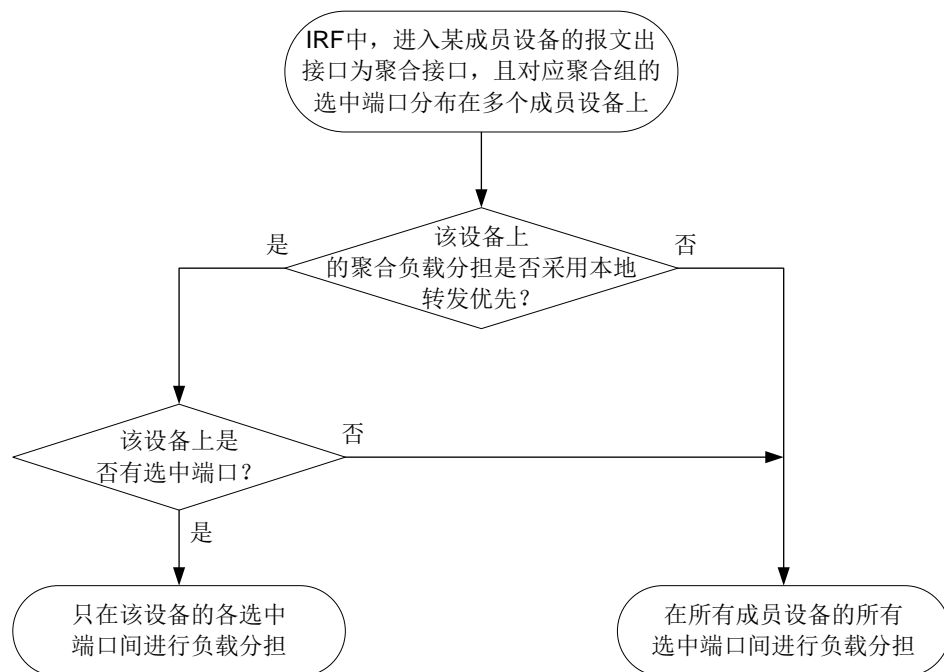 IRF中，进入某成员设备的报文出
接口为聚合接口，且对应聚合组的
选中端口分布在多个成员设备上
是
该设备上
的聚合负载分担是否采用本地
转发优先？
否
该设备上是
否有选中端口？
否
是
只在该设备的各选中
端口间进行负载分担
在所有成员设备的所有
选中端口间进行负载分担